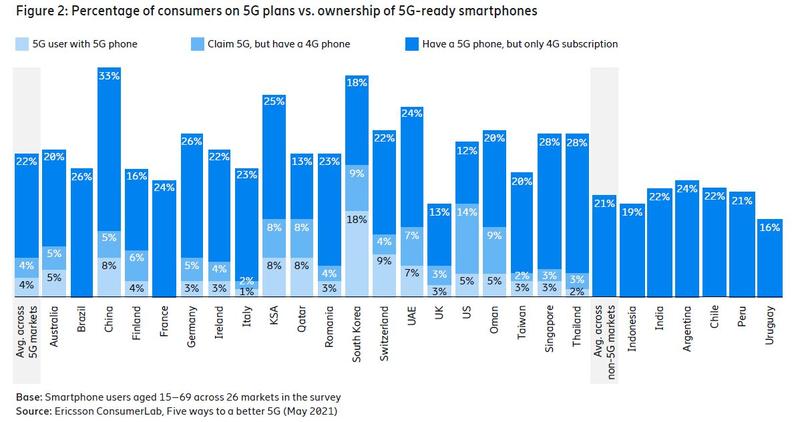 Figure 2: Percentage of consumers on 5G plans vs. ownership of 5G-ready smartphones
5G user with 5G phone
Claim 5G, but have a 4G phone
Have a 5G phone, but only 4G subscription
22%
4%
4%
20%
5%
5%
26%
33%
5%
8%
16%
6%
4%
24%
26%
5%
3%
22%
4%
3%
23%
2%
1%
25%
8%
8%
13%
8%
8%
23%
4%
3%
18%
9%
18%
22%
4%
9%
24%
7%
7%
13%
3%
3%
12%
14%
5%
20%
9%
5%
20%
2%
3%
28%
3%
3%
28%
3%
2%
21%
19%
22%
24%
22%
21%
16%
Avg. across
5G markets
Australia
Brazil
China
Finland
France
Germany
Ireland
Italy
KSA
Qatar
Romania
South Korea
Switzerland
UAE
UK
US
Oman
Taiwan
Singapore
Thailand
Avg. across
non-5G markets
Indonesia
India
Argentina
Chile
Peru
Uruguay
Base: Smartphone users aged 15–69 across 26 markets in the survey
Source: Ericsson ConsumerLab, Five ways to a better 5G (May 2021)